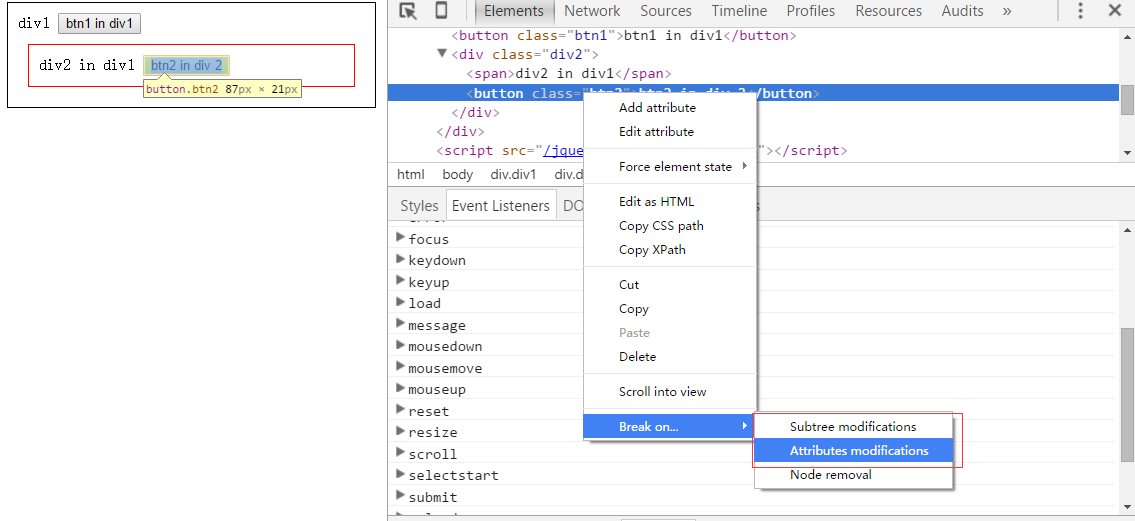 div1 btn1 in div1
div2 in div1 btn2 in div 2
button.btn2 87px × 21px
Elements Network Sources Timeline Profiles Resources Audits »
<button class="btn1">btn1 in div1</button>
<div class="div2">
<span>div2 in div1</span>
<button class="btn2">btn2 in div 2</button>
</div>
</div>
<script src="/jque "></script>
html body div.div1 div.d
Styles Event Listeners DO s
focus
keydown
keyup
load
message
mousedown
mousemove
mouseup
reset
resize
scroll
selectstart
submit
Add attribute
Edit attribute
Force element state
Edit as HTML
Copy CSS path
Copy XPath
Cut
Copy
Paste
Delete
Scroll into view
Break on...
Subtree modifications
Attributes modifications
Node removal